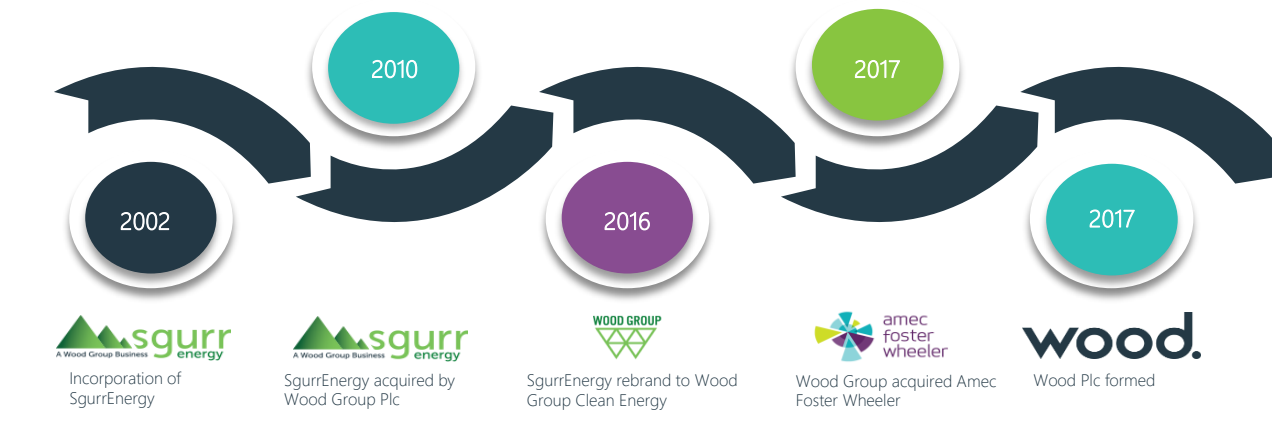 2010
2017
2002
2016
2017
sgurr
A Wood Group Business energy
Incorporation of
SgurrEnergy
sgurr
A Wood Group Business energy
SgurrEnergy acquired by
Wood Group Plc
WOOD GROUP
SgurrEnergy rebrand to Wood
Group Clean Energy
amec
foster
wheeler
Wood Group acquired Amec
Foster Wheeler
wood.
Wood Plc formed